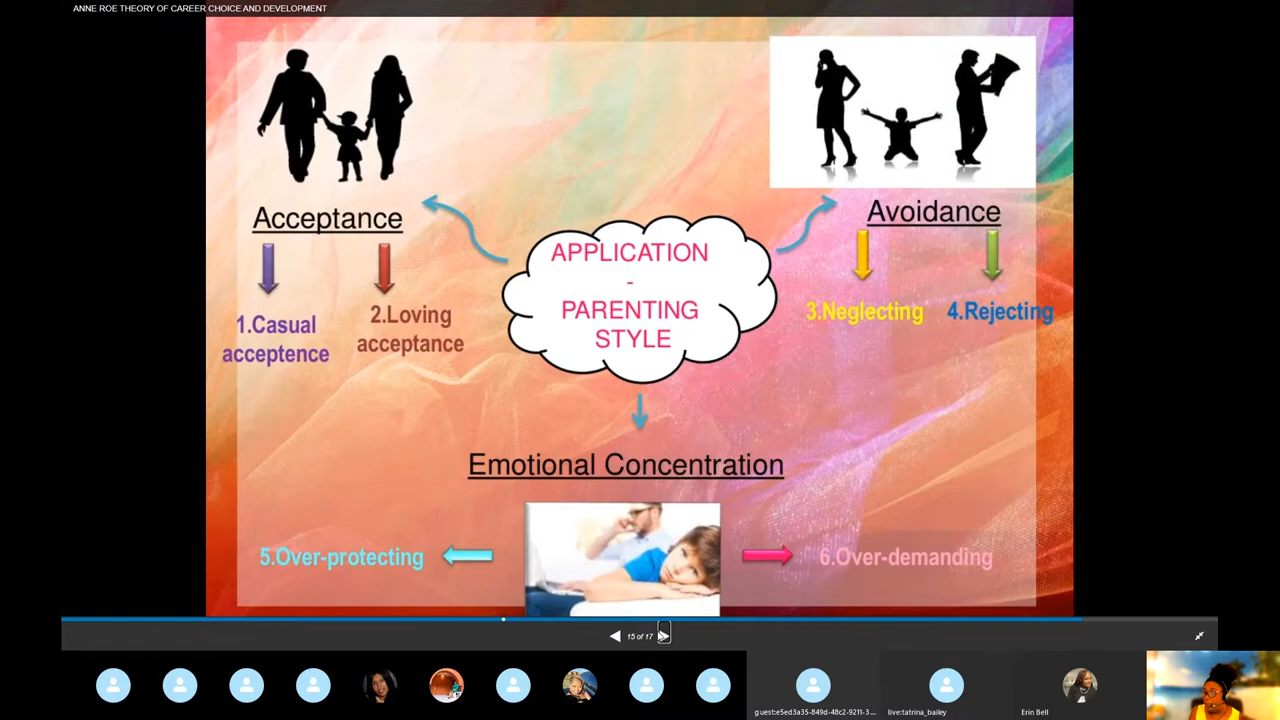 ANNE ROE THEORY OF CAREER CHOICE AND DEVELOPMENT
Acceptance
1.Casual
acceptence
2.Loving
acceptance
APPLICATION
-
PARENTING
STYLE
Avoidance
3.Neglecting
4.Rejecting
Emotional Concentration
5.Over-protecting
6.Over-demanding
15 of 17
guest:e5ed3a35-849d-48c2-9211-3...
live:tatrina_bailey
Erin Bell